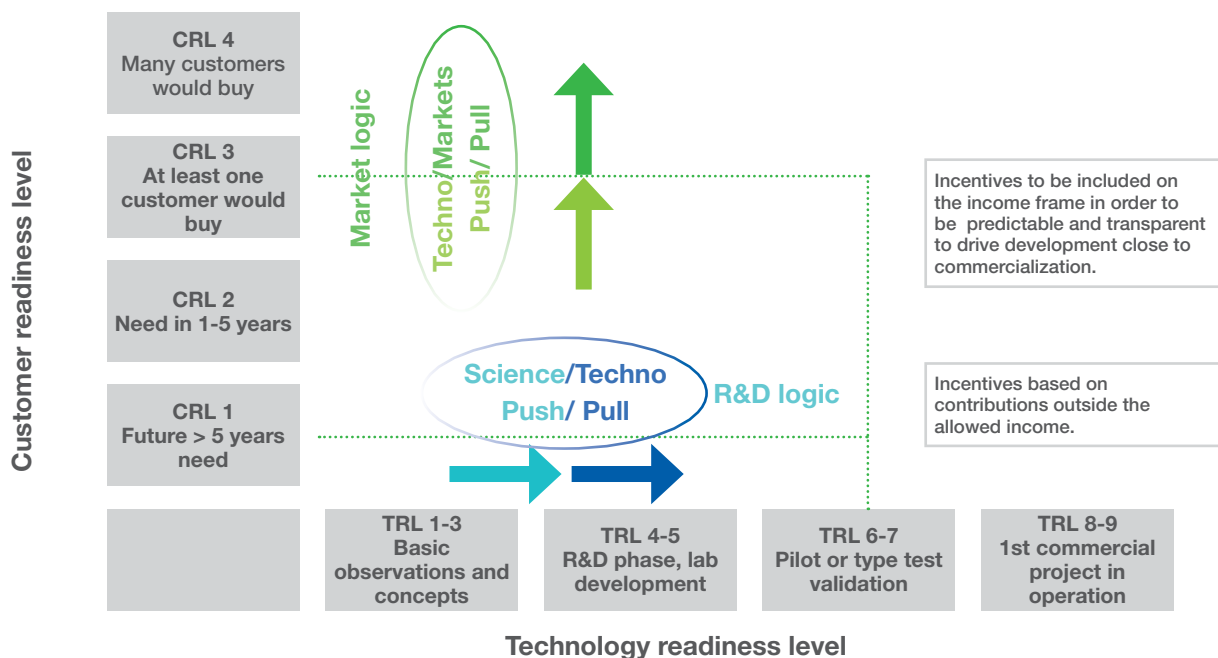 Customer readiness level
CRL 4
Many customers
would buy
CRL 3
At least one
customer would
buy
CRL 2
Need in 1-5 years
CRL 1
Future > 5 years
need
Market logic
Techno/Markets
Push/ Pull
Science/Techno
Push/ Pull
R&D logic
Incentives to be included on
the income frame in order to
be predictable and transparent
to drive development close to
commercialization.
Incentives based on
contributions outside the
allowed income.
TRL 1-3
Basic
observations and
concepts
TRL 4-5
R&D phase, lab
development
TRL 6-7
Pilot or type test
validation
TRL 8-9
1st commercial
project in
operation
Technology readiness level